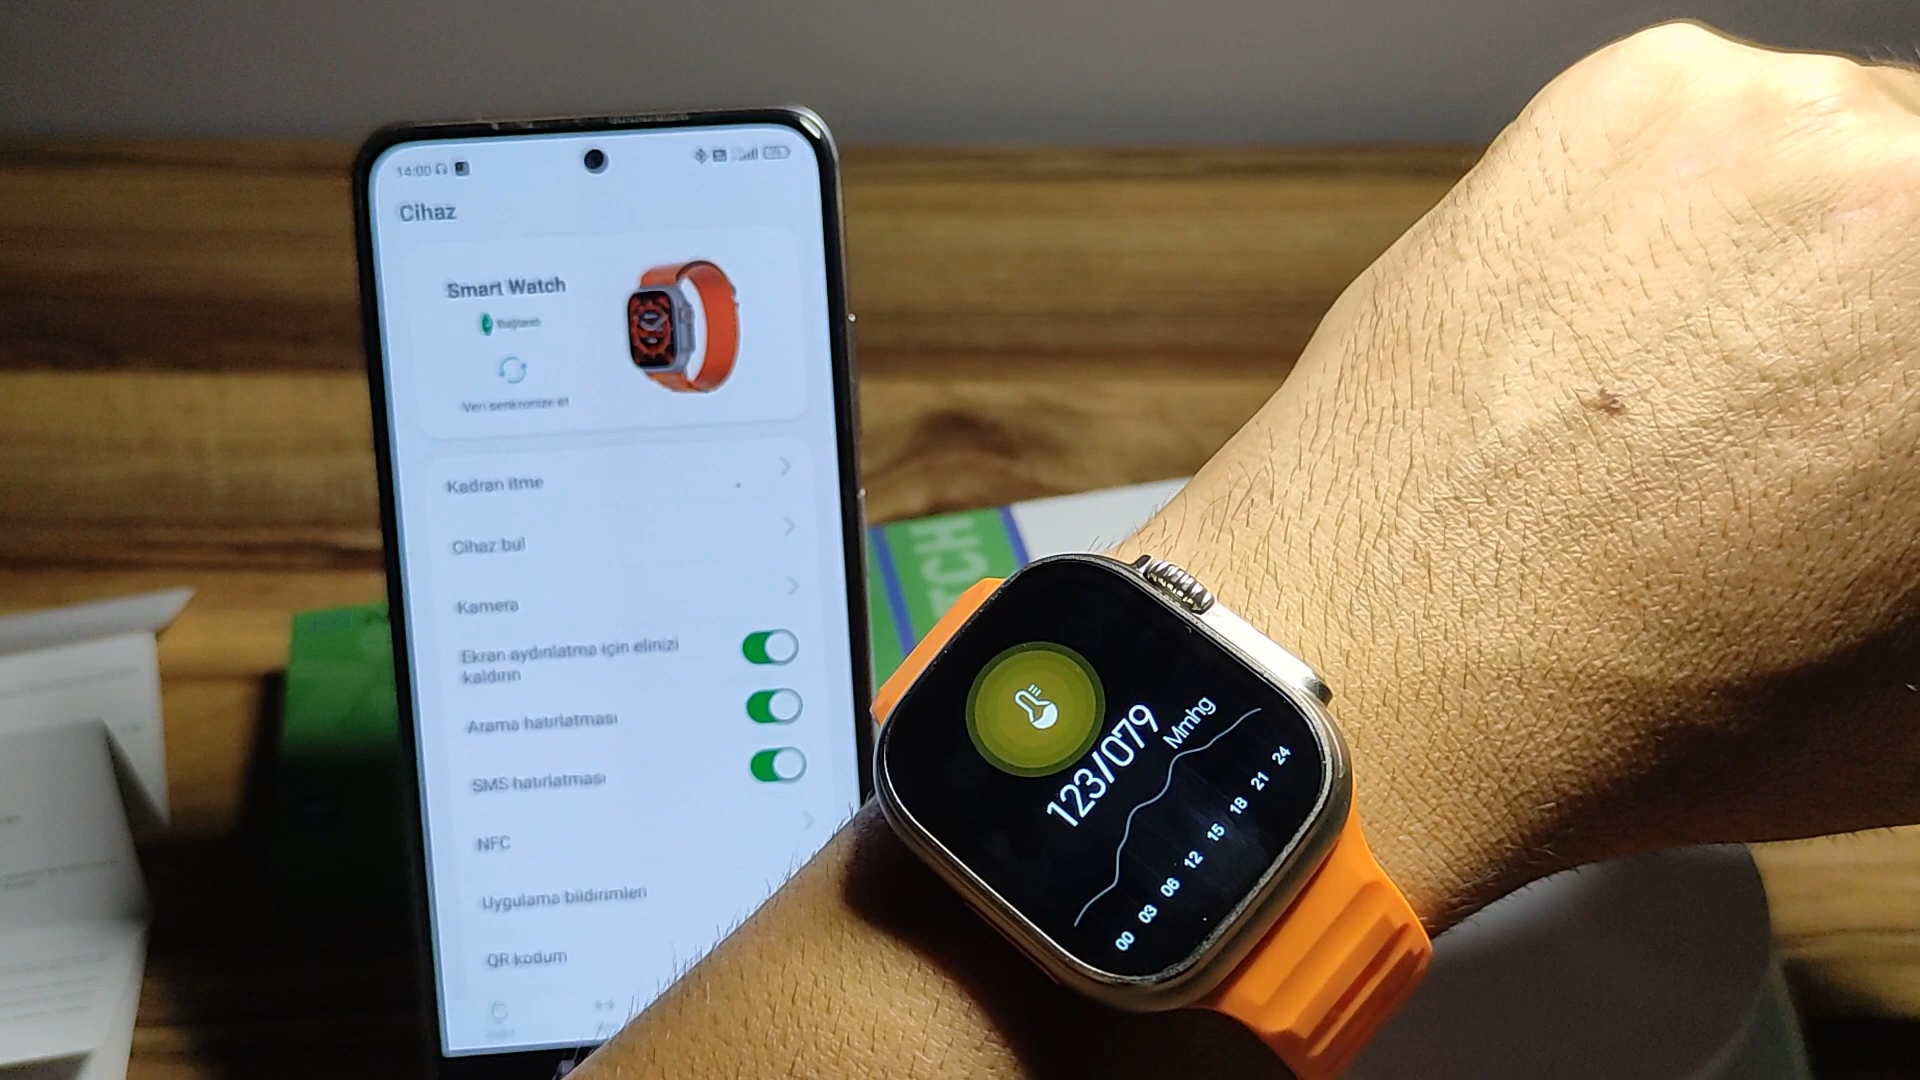 14:00
Cihaz
Smart Watch
Bağlandı
Veri senkronize et
Kadran itme
Cihaz bul
Kamera
Ekran aydınlatma için elinizi
kaldırın
Arama hatırlatması
SMS hatırlatması
NFC
Uygulama bildirimleri
QR kodum
TCH
123/079
Mmhg
00 03 06 12 15 18 21 24